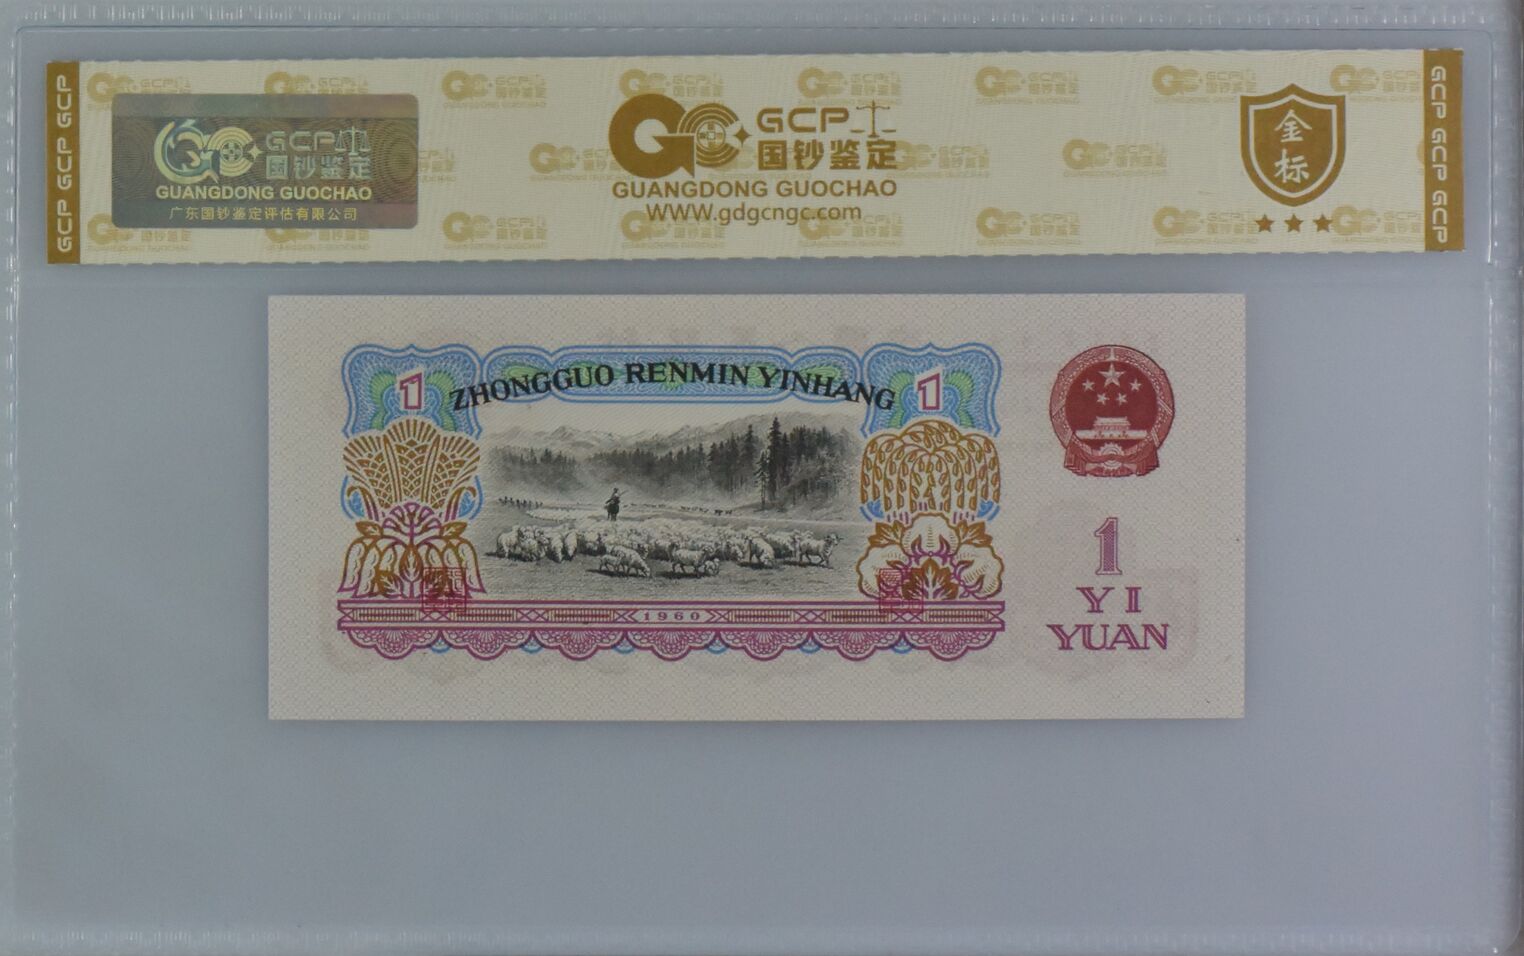 GCP GCP GCP
GCP
国钞鉴定
GUANGDONG GUOCHAO
广东国钞鉴定评估有限公司
GCP
国钞鉴定
GUANGDONG GUOCHAO
WWW.gdgcngc.com
金标
GCP GCP GCP
ZHONGGUO RENMIN YINHANG
1
1
1960
1
YI
YUAN